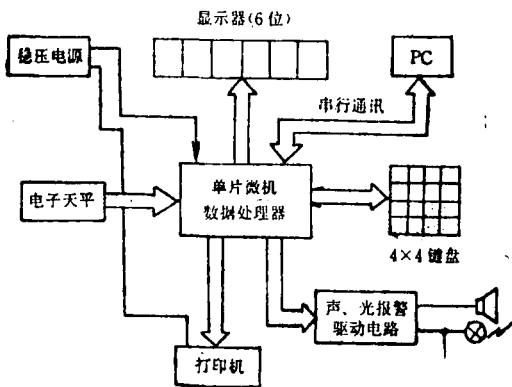 显示器(6位)
稳压电源
PC
串行通讯
单片微机
数据处理器
电子天平
4×4键盘
声、光报警
驱动电路
打印机